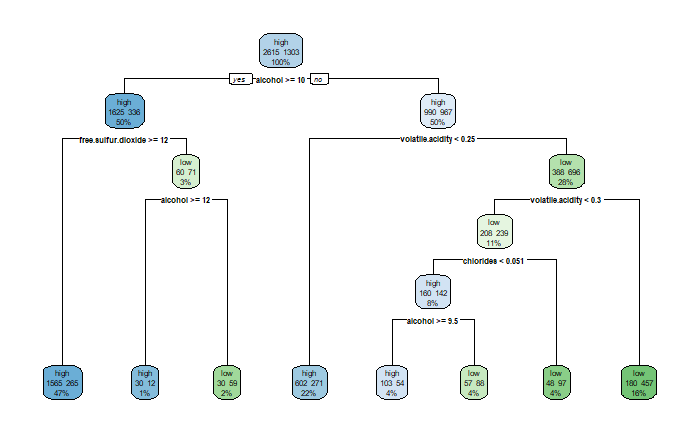 high
2615 1303
100%
yes alcohol >= 10 no
high
1625 336
50%
high
990 967
50%
free.sulfur.dioxide >= 12
volatile.acidity < 0.25
low
60 71
3%
low
388 696
28%
alcohol >= 12
volatile.acidity < 0.3
low
208 239
11%
chlorides < 0.051
high
160 142
8%
alcohol >= 9.5
high
1565 265
47%
high
30 12
1%
low
30 59
2%
high
602 271
22%
high
103 54
4%
low
57 88
4%
low
48 97
4%
low
180 457
16%